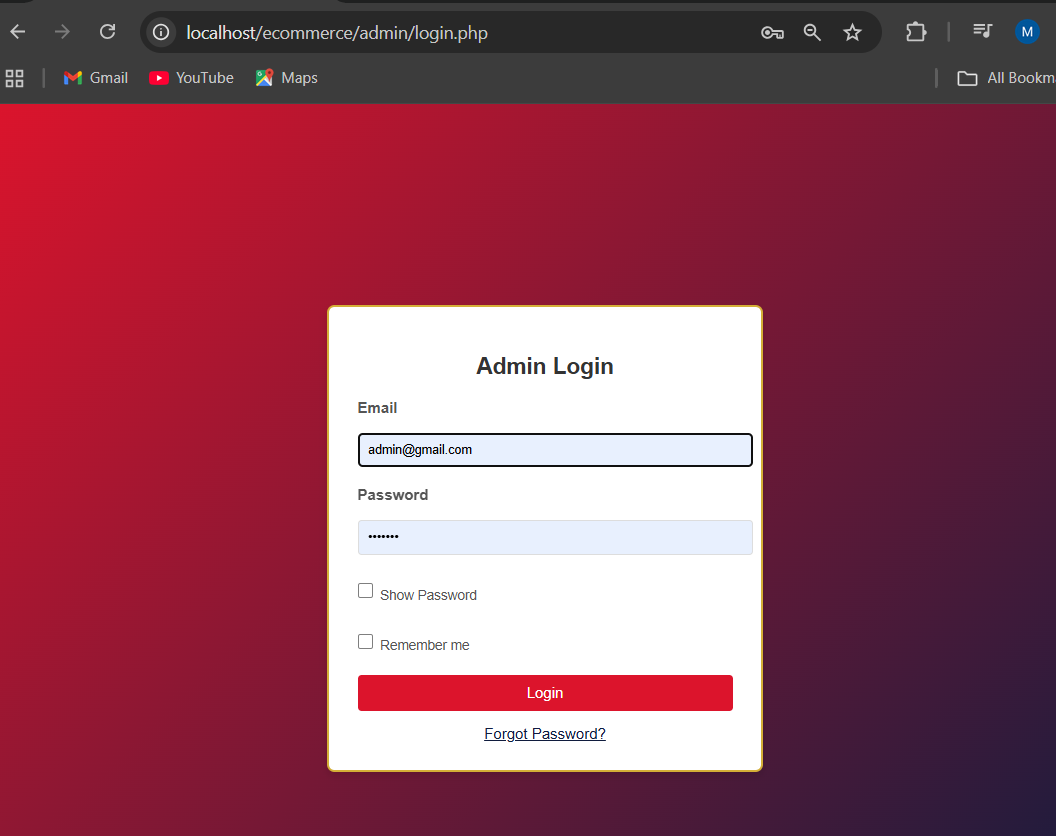 localhost/ecommerce/admin/login.php
M
Gmail YouTube Maps All Bookma
Admin Login
Email
admin@gmail.com
Password
•••••••
Show Password
Remember me
Login
Forgot Password?